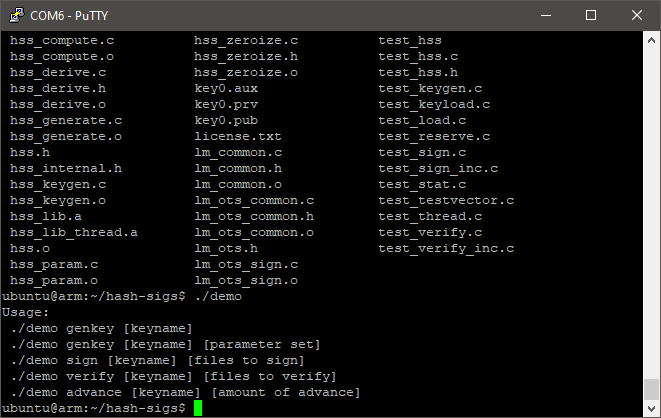 COM6 - PuTTY
hss_compute.c hss_zeroize.c test_hss
hss_compute.o hss_zeroize.h test_hss.c
hss_derive.c hss_zeroize.o test_hss.h
hss_derive.h key0.aux test_keygen.c
hss_derive.o key0.prv test_keyload.c
hss_generate.c key0.pub test_load.c
hss_generate.o license.txt test_reserve.c
hss.h lm_common.c test_sign.c
hss_internal.h lm_common.h test_sign_inc.c
hss_keygen.c lm_common.o test_stat.c
hss_keygen.o lm_ots_common.c test_testvector.c
hss_lib.a lm_ots_common.h test_thread.c
hss_lib_thread.a lm_ots_common.o test_verify.c
hss.o lm_ots.h test_verify_inc.c
hss_param.c lm_ots_sign.c
hss_param.o lm_ots_sign.o
ubuntu@arm:~/hash-sigs$ ./demo
Usage:
./demo genkey [keyname]
./demo genkey [keyname] [parameter set]
./demo sign [keyname] [files to sign]
./demo verify [keyname] [files to verify]
./demo advance [keyname] [amount of advance]
ubuntu@arm:~/hash-sigs$